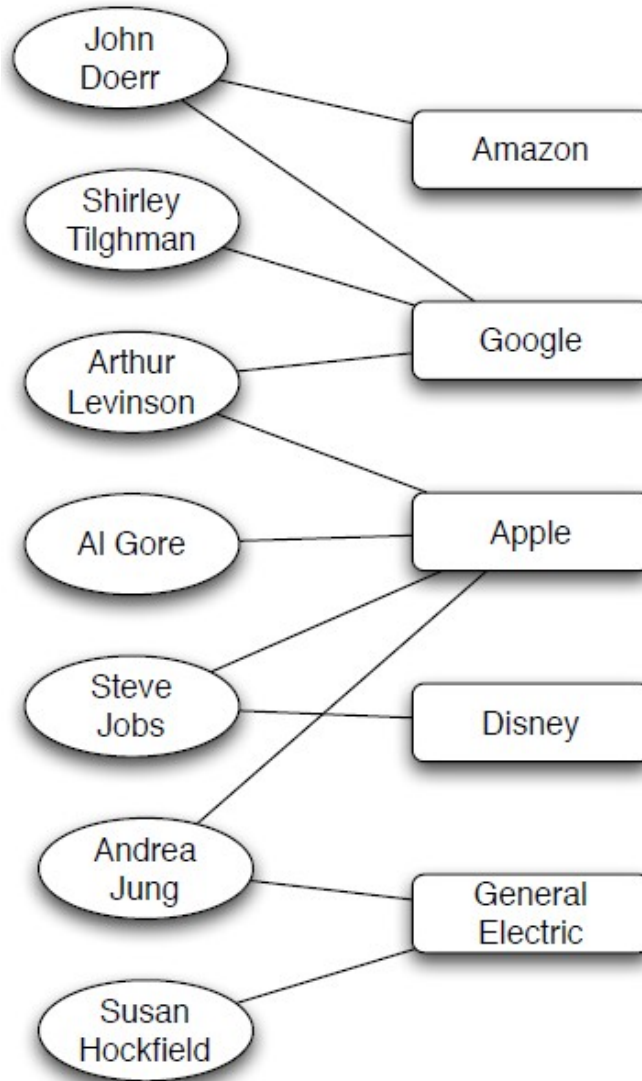 John
Doerr
Amazon
Shirley
Tilghman
Google
Arthur
Levinson
Al Gore
Apple
Steve
Jobs
Disney
Andrea
Jung
General
Electric
Susan
Hockfield